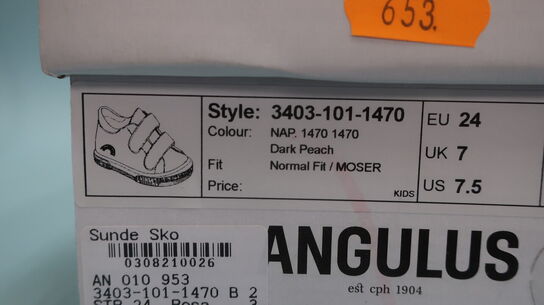 653.
Style: 3403-101-1470
Colour: NAP. 1470 1470
Dark Peach
Fit Normal Fit / MOSER
Price:
KIDS
EU 24
UK 7
US 7.5
Sunde Sko
0308210026
AN 010 953
3403-101-1470 B 2
ANGULUS
est cph 1904